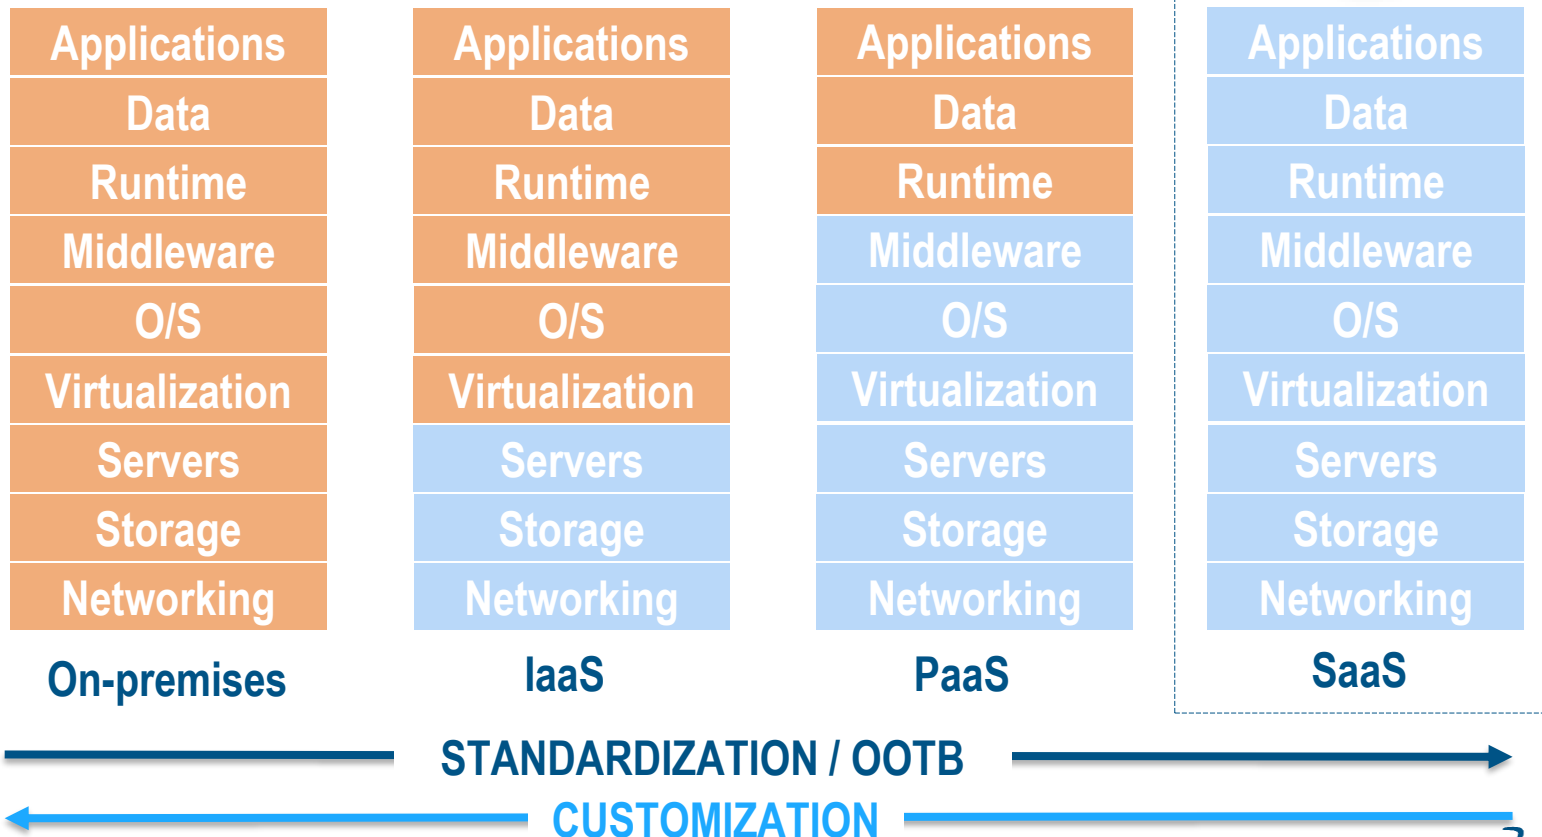 Applications
Data
Runtime
Middleware
O/S
Virtualization
Servers
Storage
Networking
On-premises
Applications
Data
Runtime
Middleware
O/S
Virtualization
Servers
Storage
Networking
IaaS
Applications
Data
Runtime
Middleware
O/S
Virtualization
Servers
Storage
Networking
PaaS
Applications
Data
Runtime
Middleware
O/S
Virtualization
Servers
Storage
Networking
SaaS
STANDARDIZATION / OOTB
CUSTOMIZATION